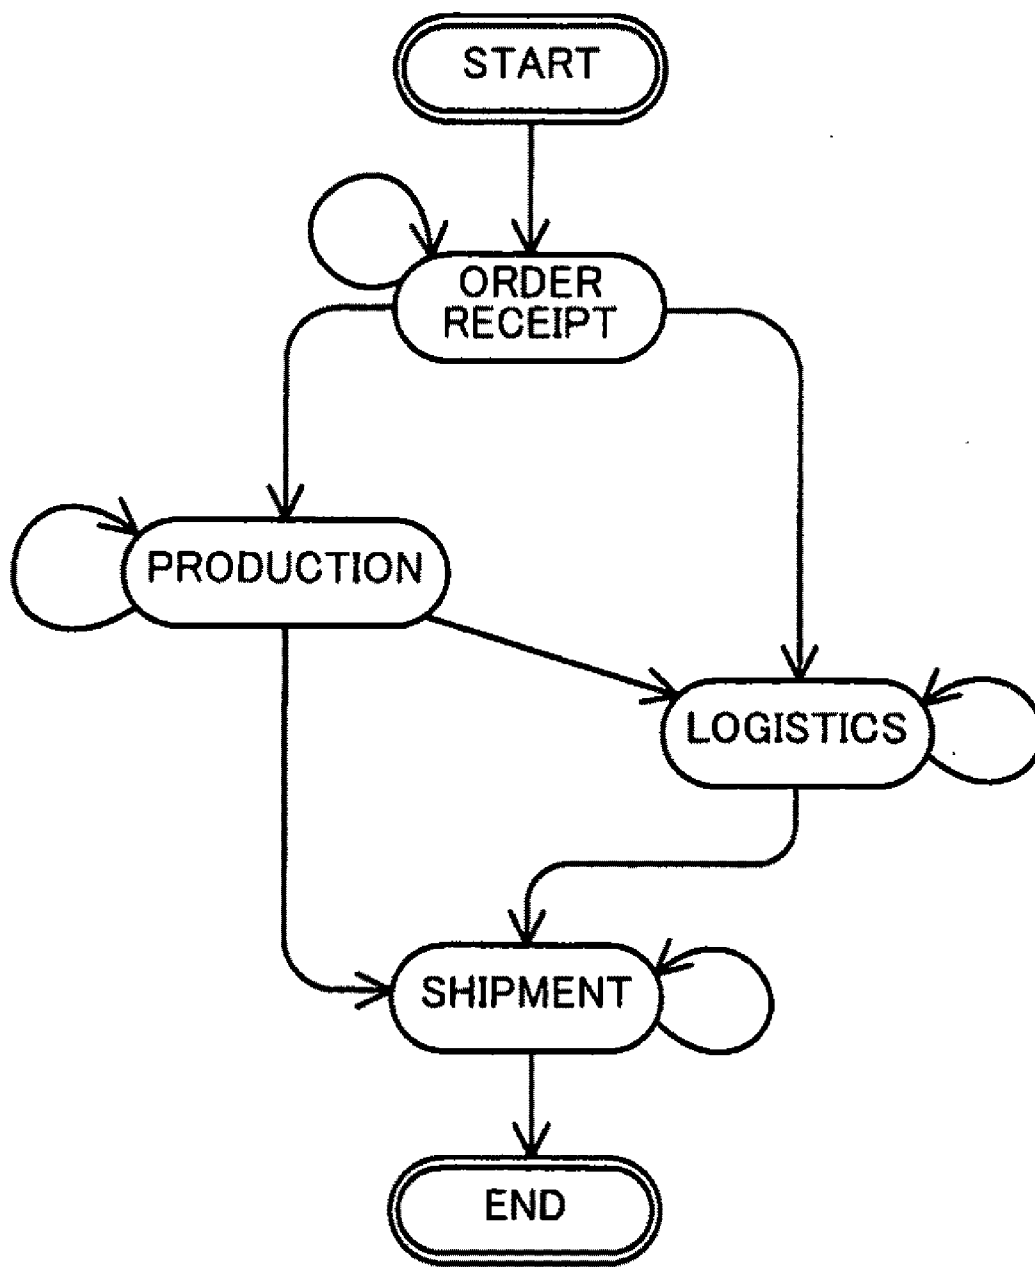 START
ORDER
RECEIPT
PRODUCTION
LOGISTICS
SHIPMENT
END